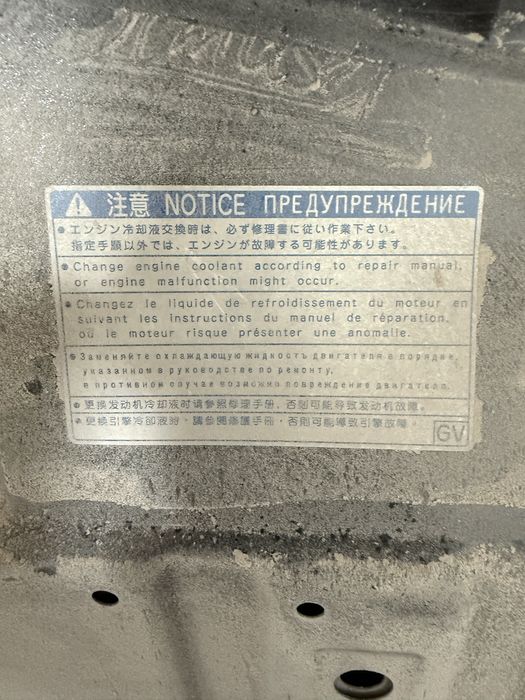 注意 NOTICE ПРЕДУПРЕЖДЕНИЕ
● エンジン冷却液交換時は、必ず修理書に従い作業下さい。
指定手順以外では、エンジンが故障する可能性があります。
● Change engine coolant according to repair manual,
or engine malfunction might occur.
● Changez le liquide de refroidissement du moteur en
suivant les instructions du manuel de réparation,
où le moteur risque présenter une anomalie.
● Заменяйте охлаждающую жидкость двигателя в порядке,
указанном в руководстве по ремонту,
в противном случае возможно повреждение двигателя.
● 更换发动机冷却液时请参照修理手册，否则可能导致发动机故障。
● 更換引擎冷却液時，請參閱修護手冊，否則可能導致引擎故障。
GV